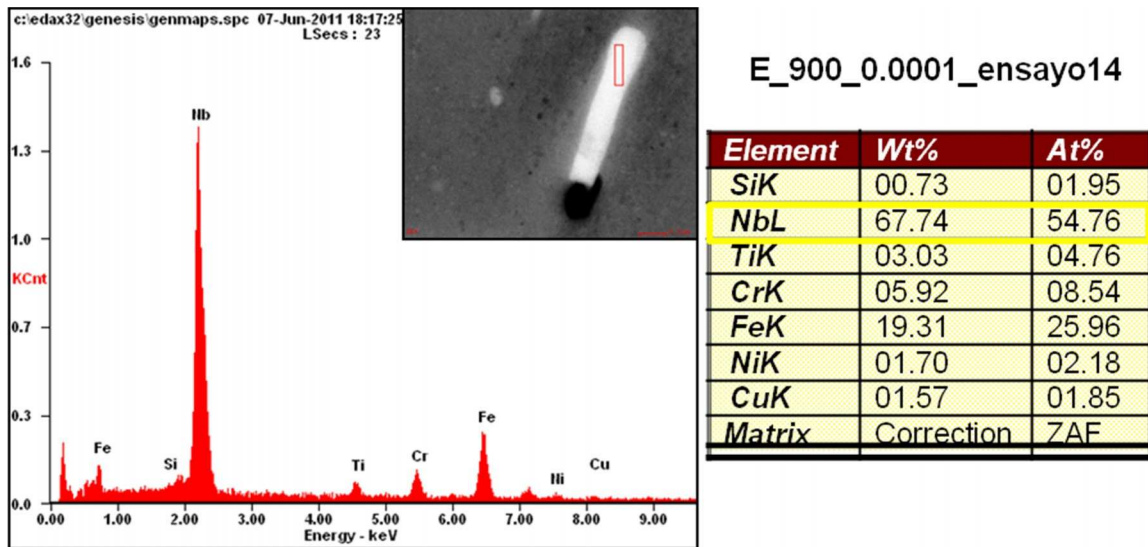 c:\edax32\genesis\genmaps.spc 07-Jun-2011 18:17:25
LSecs : 23
1.6
1.3
1.0
KCnt
0.7
0.3
0.0
Nb
Fe
Si
Ti
Cr
Fe
Ni
Cu
0.00 1.00 2.00 3.00 4.00 5.00 6.00 7.00 8.00 9.00
Energy - keV
E_900_0.0001_ensayo14
Element Wt% At%
SiK 00.73 01.95
NbL 67.74 54.76
TiK 03.03 04.76
CrK 05.92 08.54
FeK 19.31 25.96
NiK 01.70 02.18
CuK 01.57 01.85
Matrix Correction ZAF